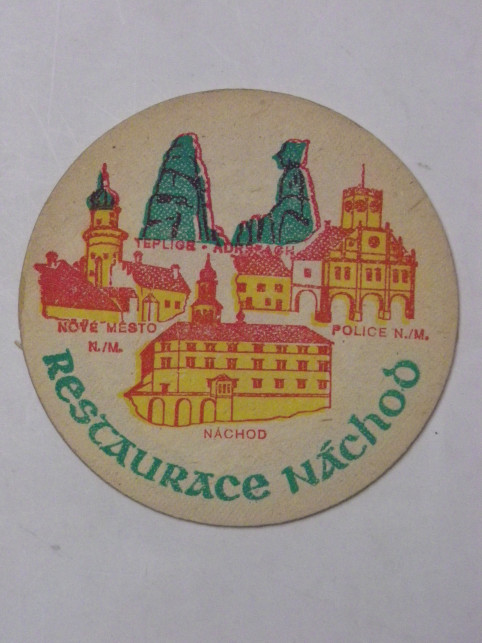 TEPLICE - ADRŠPACH
NOVÉ MĚSTO
N./M.
POLICE N./M.
NÁCHOD
RESTAURACE NÁCHOD